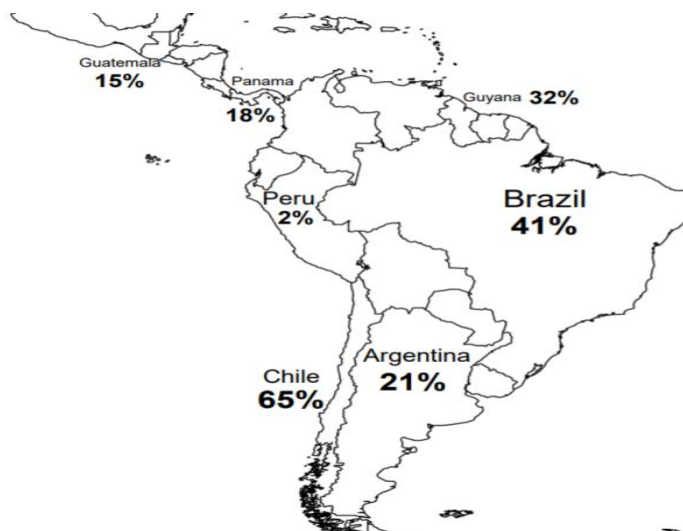 Guatemala
15%
Panama
18%
Guyana 32%
Peru
2%
Brazil
41%
Argentina
21%
Chile
65%